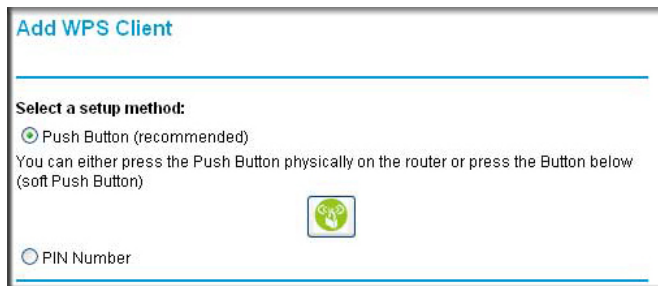 Add WPS Client
Select a setup method:
Push Button (recommended)
You can either press the Push Button physically on the router or press the Button below
(soft Push Button)
PIN Number